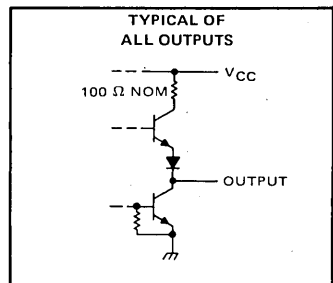 TYPICAL OF
ALL OUTPUTS
VCC
100 Ω NOM
OUTPUT